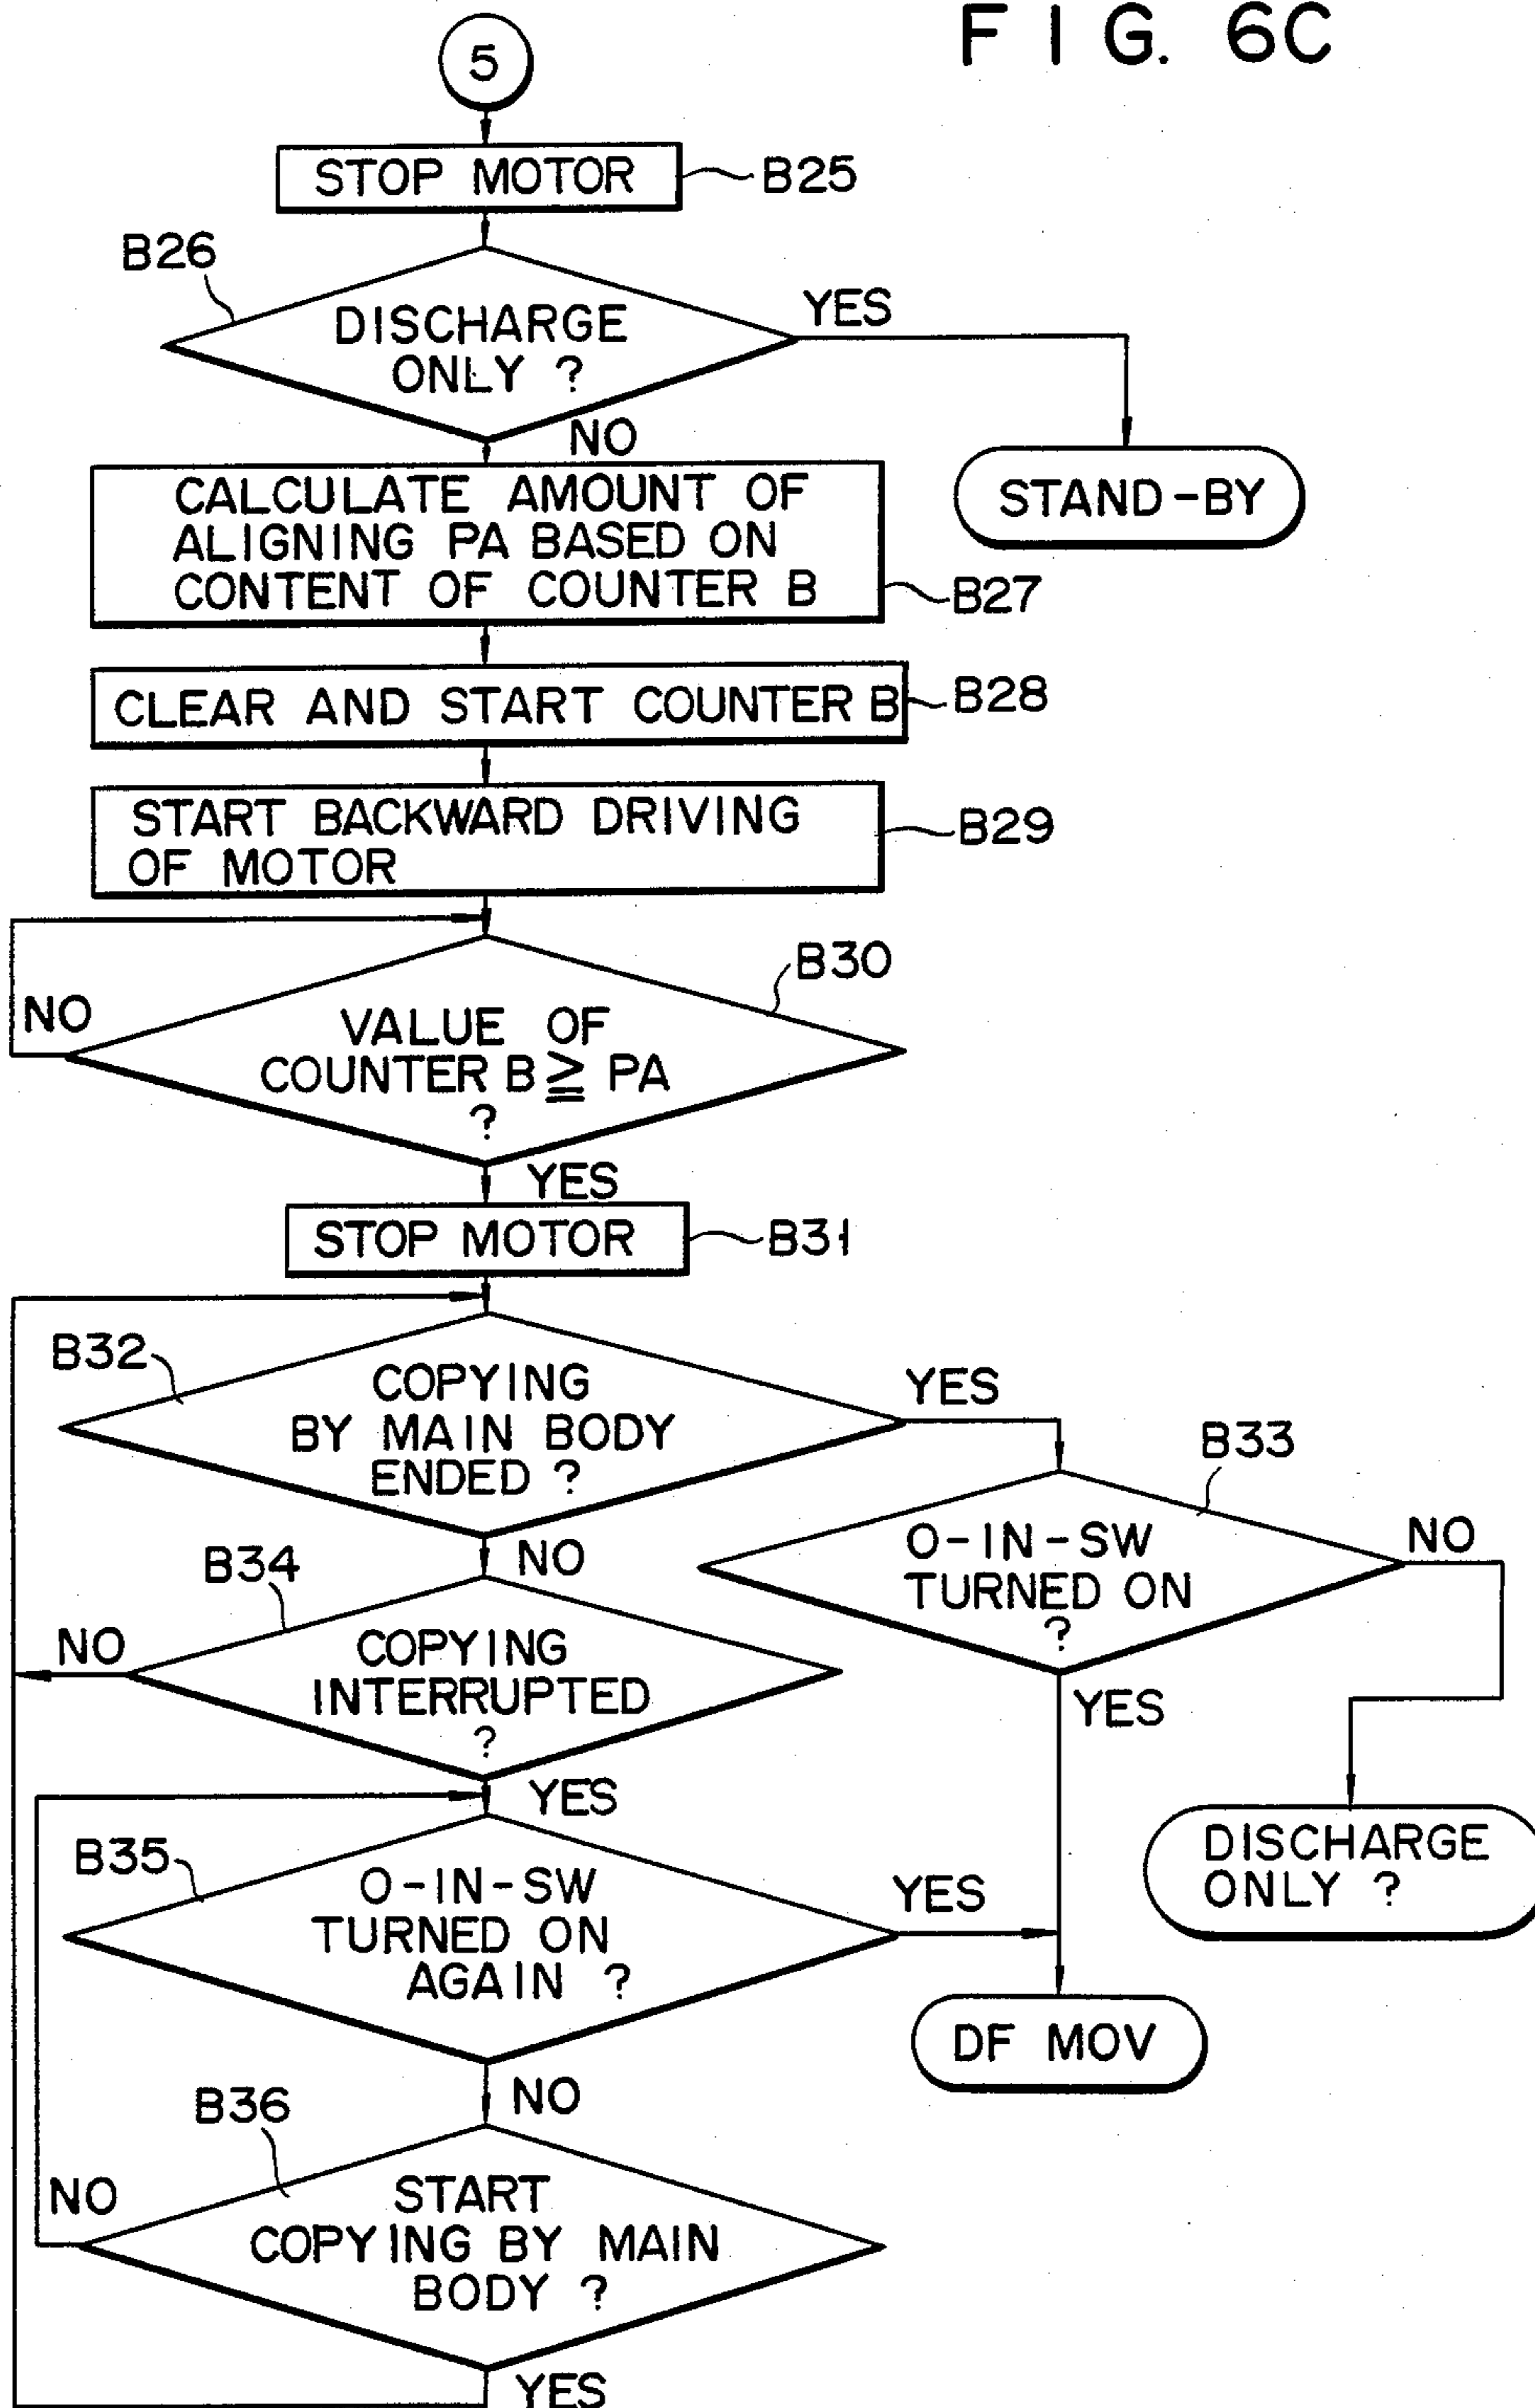 FIG. 6C
5
STOP MOTOR
B25
B26
DISCHARGE
ONLY ?
YES
NO
STAND-BY
CALCULATE AMOUNT OF
ALIGNING PA BASED ON
CONTENT OF COUNTER B
B27
CLEAR AND START COUNTER B
B28
START BACKWARD DRIVING
OF MOTOR
B29
B30
NO
VALUE OF
COUNTER B ≧ PA
?
YES
STOP MOTOR
B31
B32
COPYING
BY MAIN BODY
ENDED ?
YES
B33
O-IN-SW
TURNED ON
?
NO
NO
B34
COPYING
INTERRUPTED
?
NO
YES
YES
DISCHARGE
ONLY ?
B35
O-IN-SW
TURNED ON
AGAIN ?
YES
DF MOV
NO
B36
START
COPYING BY MAIN
BODY ?
NO
YES